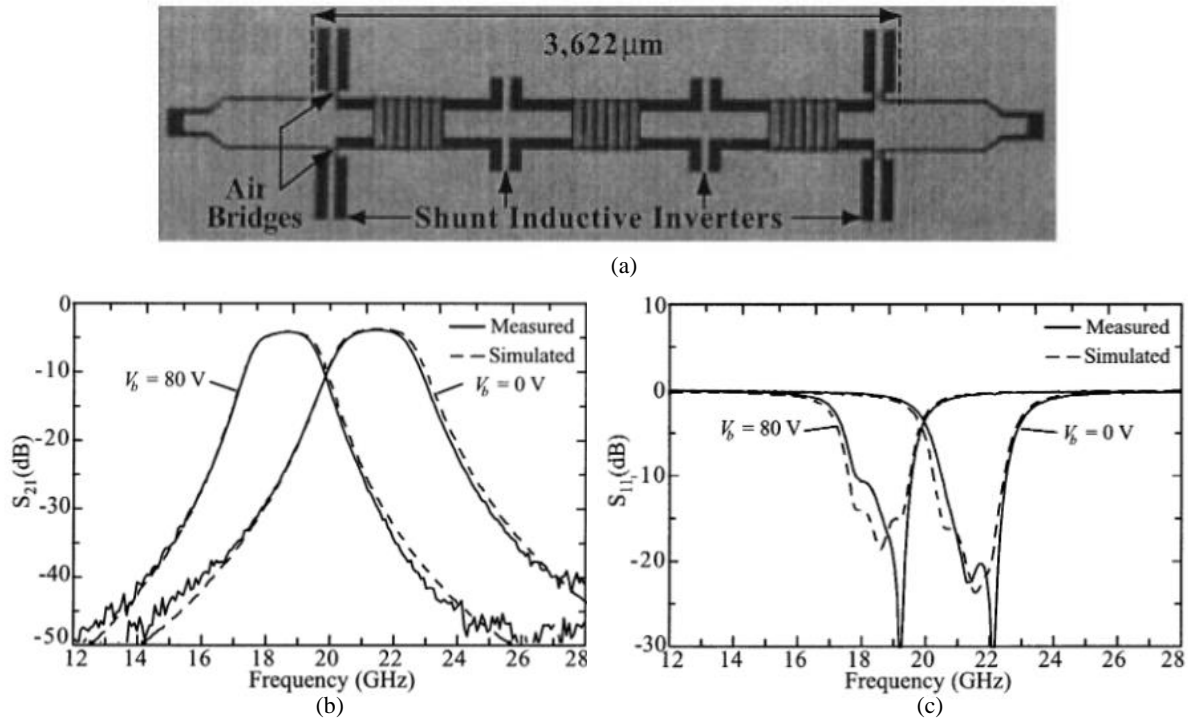 3,622μm
Air
Bridges
Shunt Inductive Inverters
(a)
0
-10
-20
-30
-40
-50
S21(dB)
Measured
Simulated
Vb = 80 V
Vb = 0 V
12 14 16 18 20 22 24 26 28
Frequency (GHz)
(b)
10
0
-10
-20
-30
S11(dB)
Measured
Simulated
Vb = 80 V
Vb = 0 V
12 14 16 18 20 22 24 26 28
Frequency (GHz)
(c)